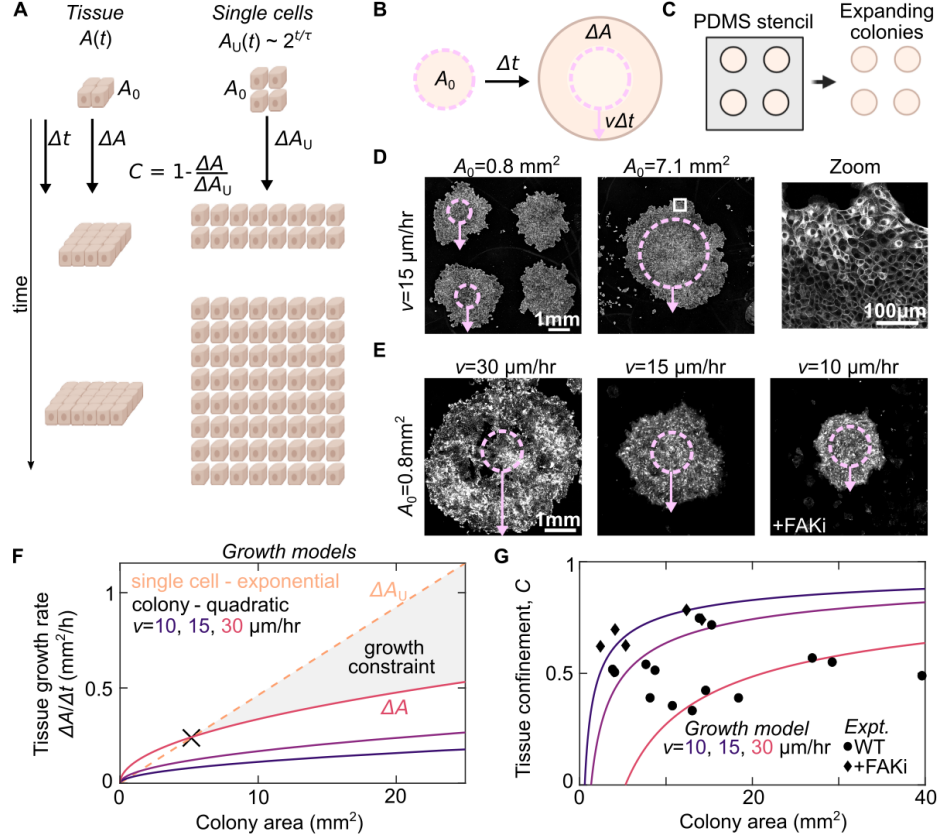 A
Tissue
A(t)
Single cells
A_U(t) ~ 2^{t/τ}
A_0
A_0
Δt
ΔA
ΔA_U
C = 1-ΔA/ΔA_U
time
B
A_0
Δt
ΔA
vΔt
C
PDMS stencil
Expanding
colonies
D
A_0=0.8 mm²
A_0=7.1 mm²
Zoom
v=15 µm/hr
1mm
100µm
E
v=30 µm/hr
v=15 µm/hr
v=10 µm/hr
A_0=0.8mm²
1mm
+FAKi
F
Growth models
single cell - exponential
colony - quadratic
v=10, 15, 30 µm/hr
ΔA_U
growth
constraint
ΔA
Tissue growth rate
ΔA/Δt (mm²/h)
1
0.5
0
0
10
20
Colony area (mm²)
G
Tissue confinement, C
1
0.5
0
Growth model
v=10, 15, 30 µm/hr
Expt.
WT
+FAKi
0
10
20
30
40
Colony area (mm²)